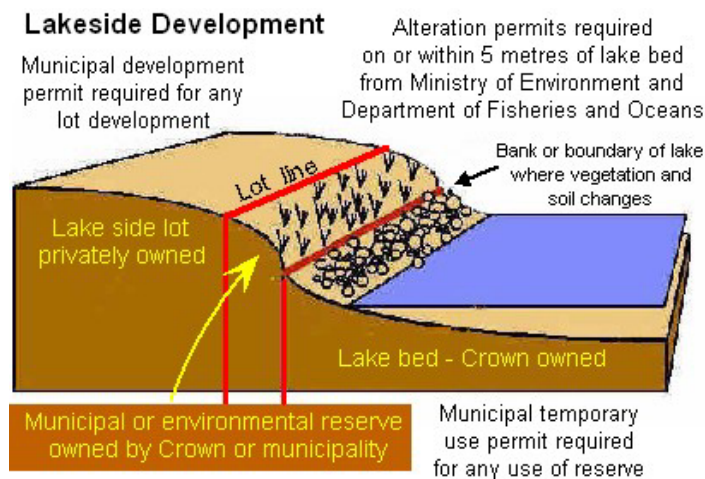 Lakeside Development
Municipal development
permit required for any
lot development
Alteration permits required
on or within 5 metres of lake bed
from Ministry of Environment and
Department of Fisheries and Oceans
Lot line
Bank or boundary of lake
where vegetation and
soil changes
Lake side lot
privately owned
Lake bed - Crown owned
Municipal or environmental reserve
owned by Crown or municipality
Municipal temporary
use permit required
for any use of reserve